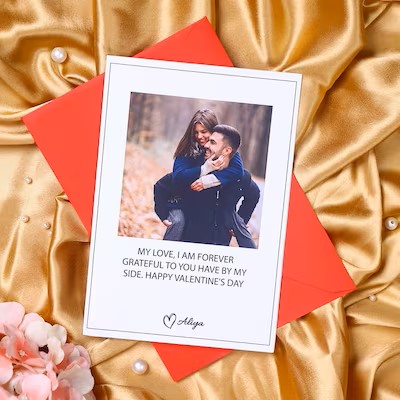 MY LOVE, I AM FOREVER
GRATEFUL TO YOU HAVE BY MY
SIDE. HAPPY VALENTINE'S DAY
Aliya